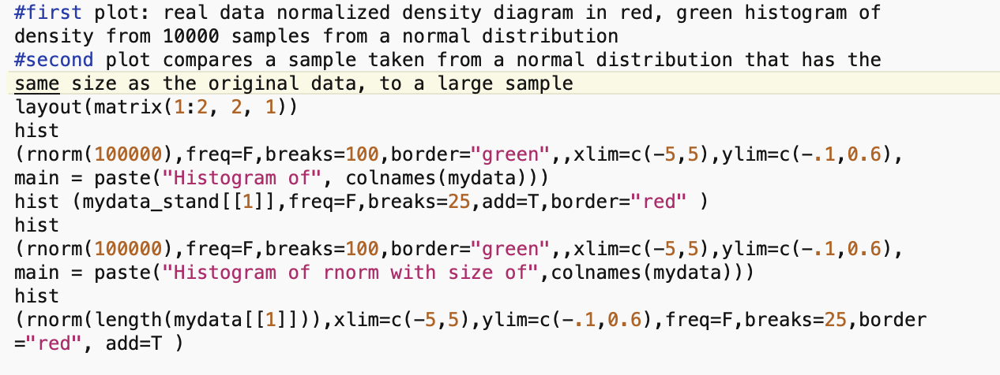 #first plot: real data normalized density diagram in red, green histogram of
density from 10000 samples from a normal distribution
#second plot compares a sample taken from a normal distribution that has the
same size as the original data, to a large sample
layout(matrix(1:2, 2, 1))
hist
(rnorm(100000),freq=F,breaks=100,border="green",,xlim=c(-5,5),ylim=c(-.1,0.6),
main = paste("Histogram of", colnames(mydata)))
hist (mydata_stand[[1]],freq=F,breaks=25,add=T,border="red" )
hist
(rnorm(100000),freq=F,breaks=100,border="green",,xlim=c(-5,5),ylim=c(-.1,0.6),
main = paste("Histogram of rnorm with size of",colnames(mydata)))
hist
(rnorm(length(mydata[[1]])),xlim=c(-5,5),ylim=c(-.1,0.6),freq=F,breaks=25,border
="red", add=T )